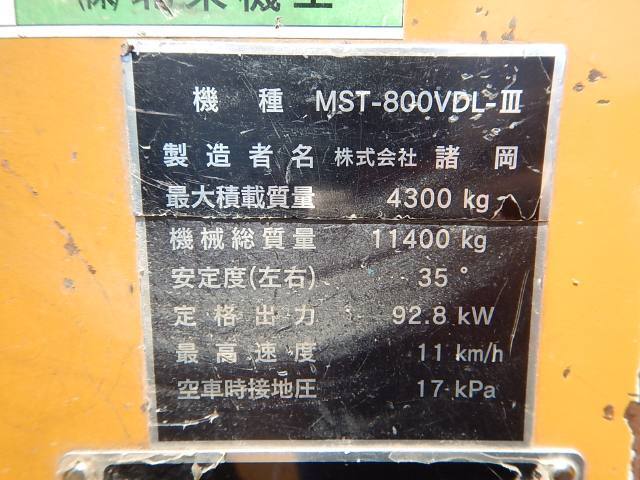 機種 MST-800VDL-Ⅲ
製造者名 株式会社 諸岡
最大積載質量 4300 kg
機械総質量 11400 kg
安定度(左右) 35°
定格出力 92.8 kW
最高速度 11 km/h
空車時接地圧 17 kPa